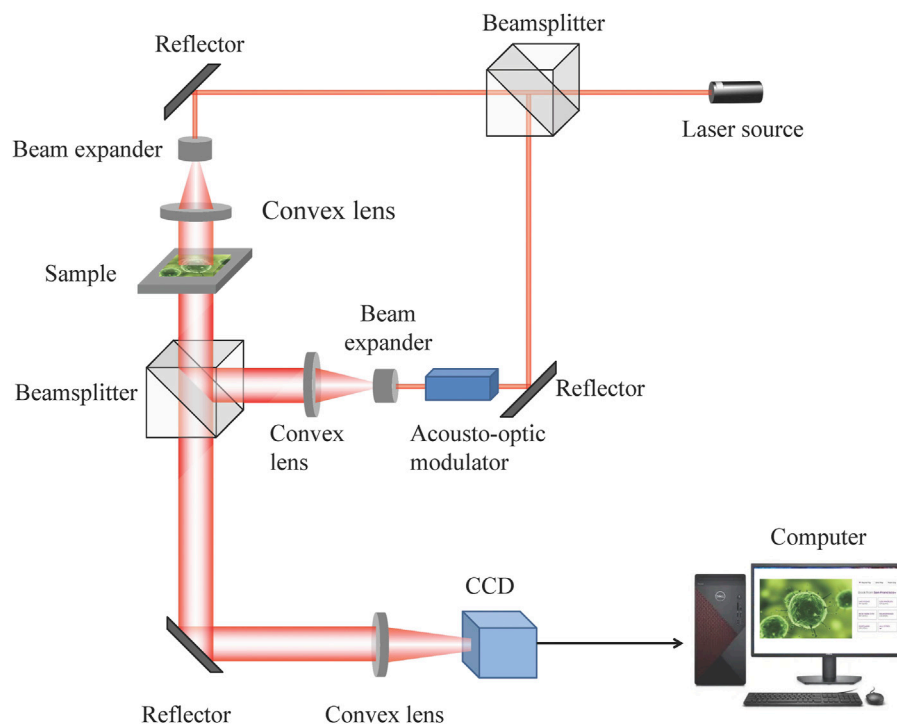 Beamsplitter
Reflector
Laser source
Beam expander
Convex lens
Sample
Beam
expander
Beamsplitter
Reflector
Convex
lens
Acousto-optic
modulator
Computer
CCD
Reflector
Convex lens